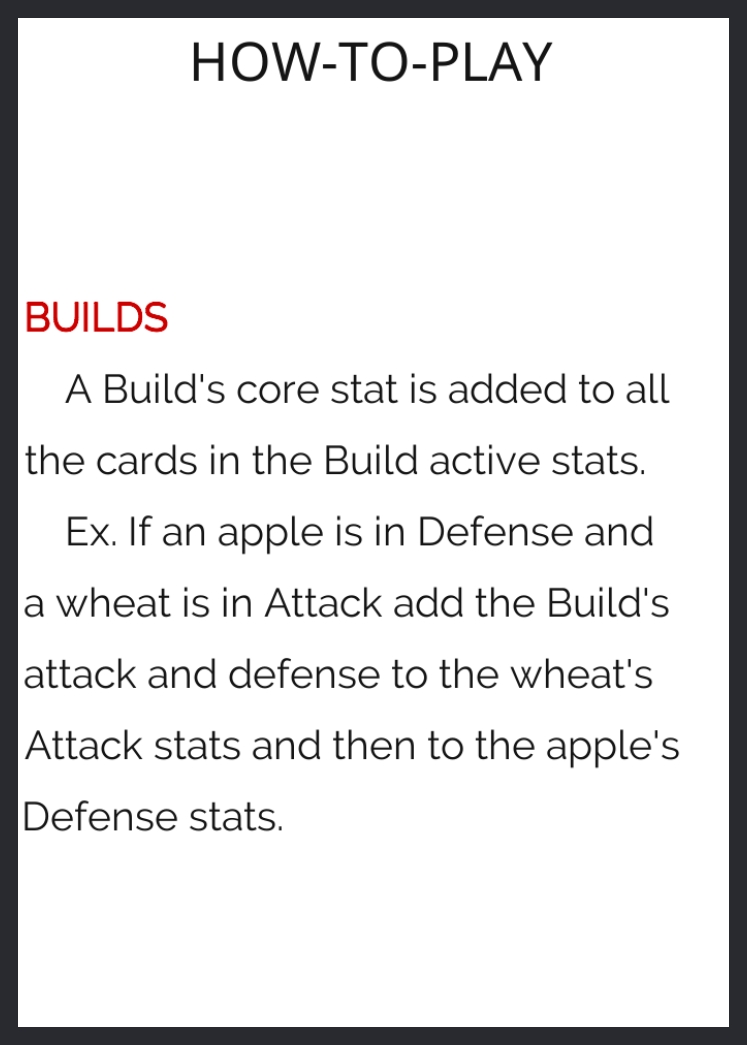 HOW-TO-PLAY
BUILDS
A Build's core stat is added to all
the cards in the Build active stats.
Ex. If an apple is in Defense and
a wheat is in Attack add the Build's
attack and defense to the wheat's
Attack stats and then to the apple's
Defense stats.